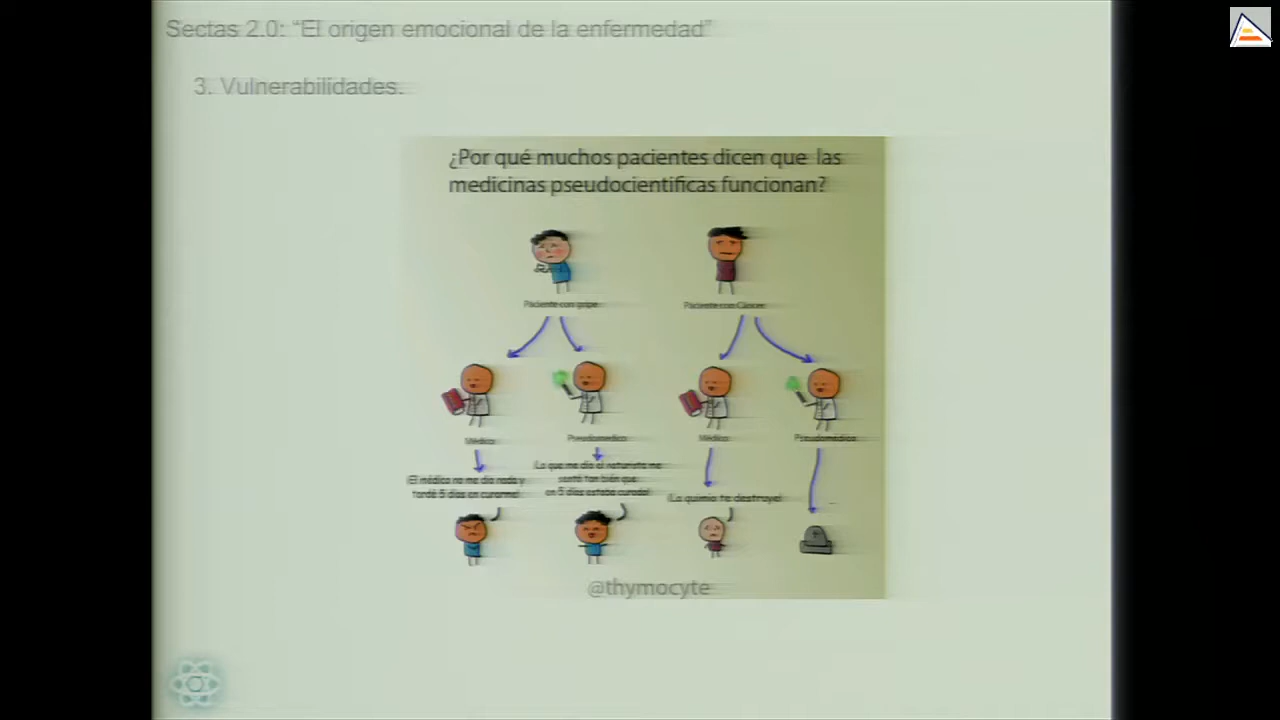 Sectas 2.0: “El origen emocional de la enfermedad”
3. Vulnerabilidades.
¿Por qué muchos pacientes dicen que las
medicinas pseudocientificas funcionan?
Paciente con gripe
Paciente con Cáncer
Médico
Pseudomedico
Médico
Pseudomédico
¡El médico no me dio nada y
tardé 5 días en curarme!
¡Lo que me dio el naturista me
sentó tan bién que
en 5 días estaba curado!
¡La quimio te destroye!
@thymocyte